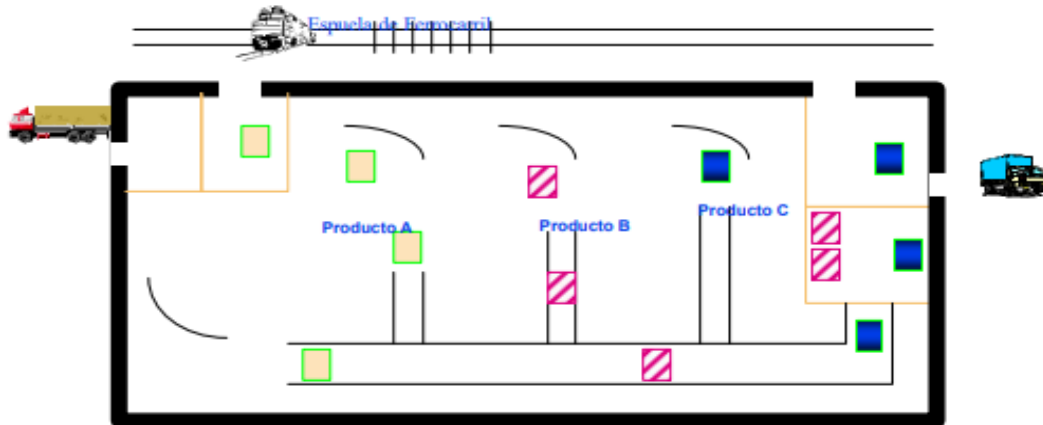 Espuela de Ferrocarril
Producto A
Producto B
Producto C